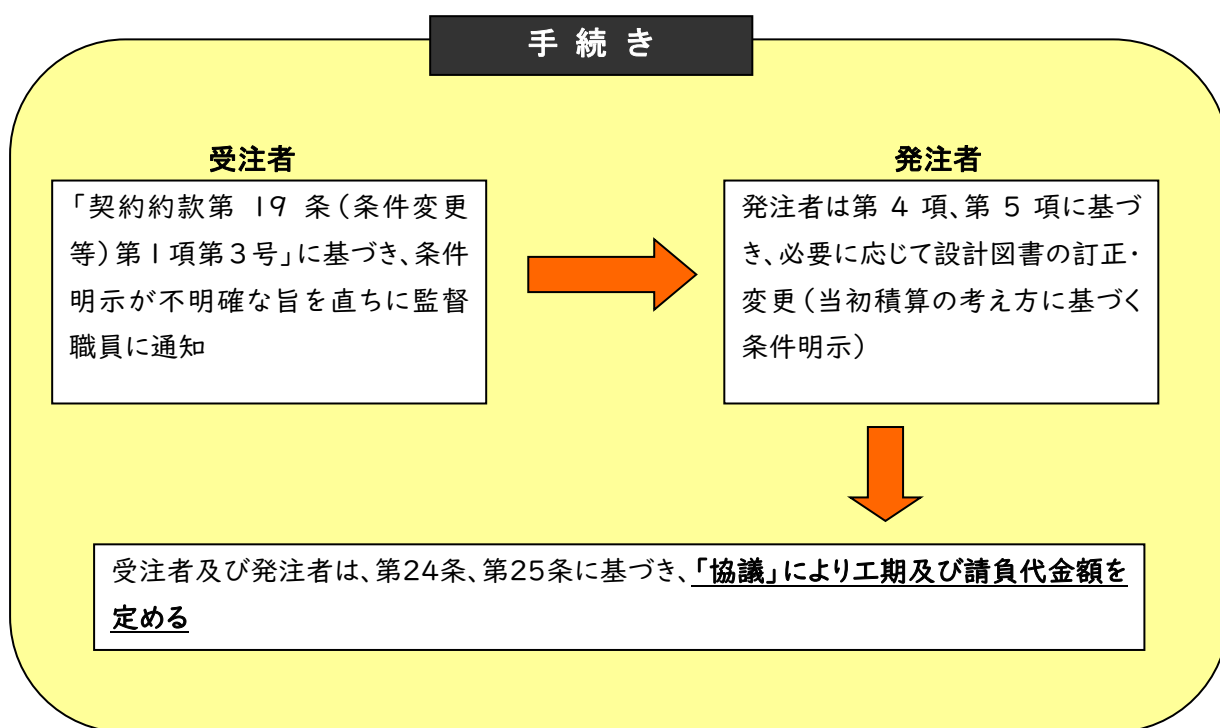 手 続 き
受注者
「契約約款第 19 条（条件変更
等）第1項第3号」に基づき、条件
明示が不明確な旨を直ちに監督
職員に通知
発注者
発注者は第 4 項、第 5 項に基づ
き、必要に応じて設計図書の訂正・
変更（当初積算の考え方に基づく
条件明示）
受注者及び発注者は、第24条、第25条に基づき、「協議」により工期及び請負代金額を
定める